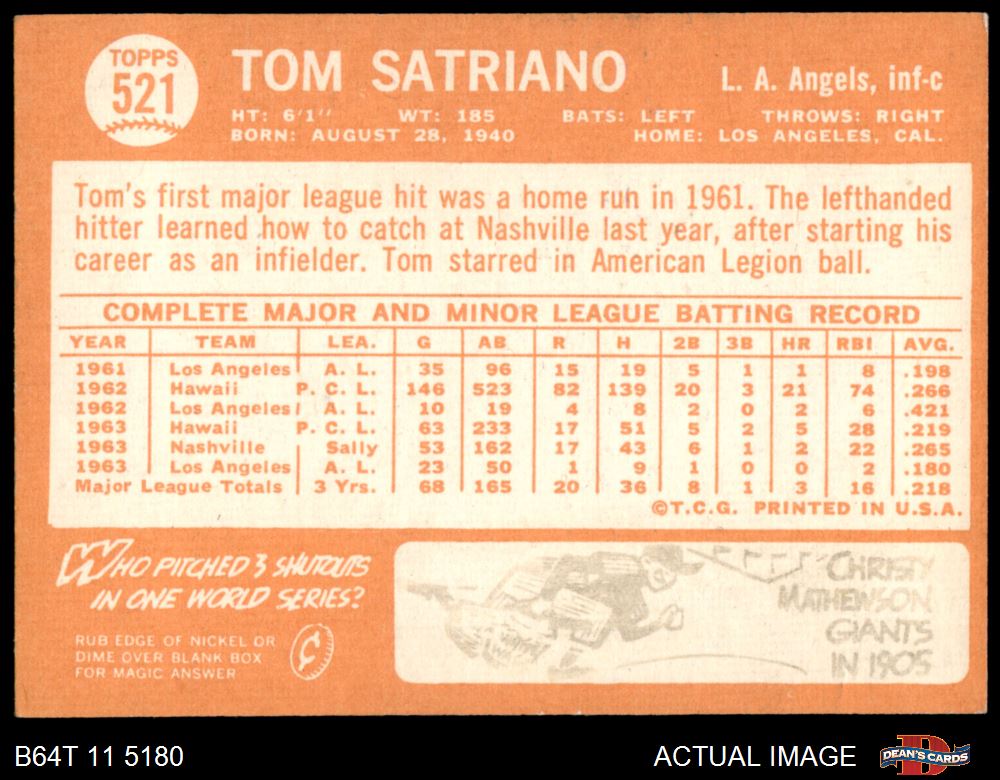 TOPPS
521
TOM SATRIANO
L. A. Angels, inf-c
HT: 6'1" WT: 185 BATS: LEFT THROWS: RIGHT
BORN: AUGUST 28, 1940 HOME: LOS ANGELES, CAL.
Tom's first major league hit was a home run in 1961. The lefthanded
hitter learned how to catch at Nashville last year, after starting his
career as an infielder. Tom starred in American Legion ball.
COMPLETE MAJOR AND MINOR LEAGUE BATTING RECORD
YEAR TEAM LEA. G AB R H 2B 3B HR RBI AVG.
1961 Los Angeles A. L. 35 96 15 19 5 1 1 8 .198
1962 Hawaii P. C. L. 146 523 82 139 20 3 21 74 .266
1962 Los Angeles A. L. 10 19 4 8 2 0 2 6 .421
1963 Hawaii P. C. L. 63 233 17 51 5 2 5 28 .219
1963 Nashville Sally 53 162 17 43 6 1 2 22 .265
1963 Los Angeles A. L. 23 50 1 9 1 0 0 2 .180
Major League Totals 3 Yrs. 68 165 20 36 8 1 3 16 .218
©T.C.G. PRINTED IN U.S.A.
WHO PITCHED 3 SHUTOUTS
IN ONE WORLD SERIES?
RUB EDGE OF NICKEL OR
DIME OVER BLANK BOX
FOR MAGIC ANSWER
¢
CHRISTY
MATHEWSON
GIANTS
IN 1905
B64T 11 5180
ACTUAL IMAGE
DEAN'S CARDS